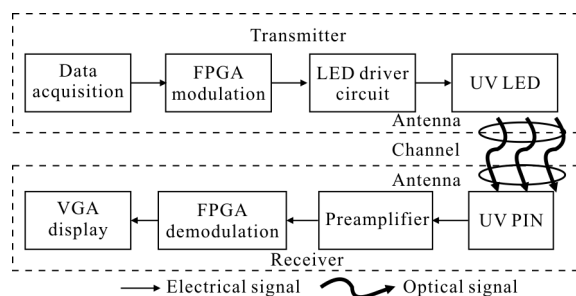 Transmitter
Data acquisition
FPGA modulation
LED driver circuit
UV LED
Antenna
Channel
Antenna
VGA display
FPGA demodulation
Preamplifier
UV PIN
Receiver
Electrical signal
Optical signal